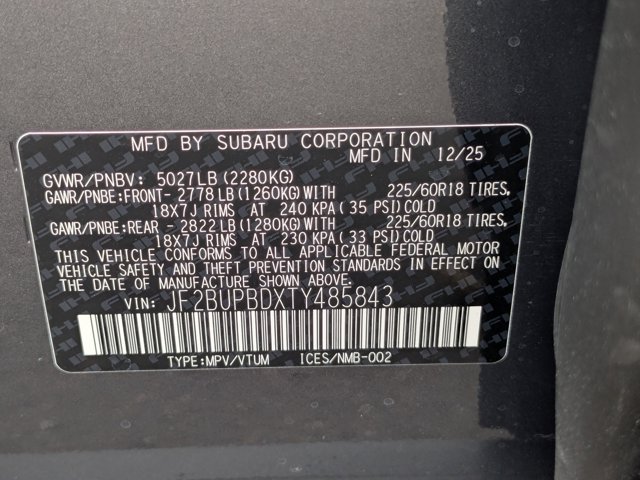 MFD BY SUBARU CORPORATION
MFD IN 12/25
GVWR/PNBV: 5027LB (2280KG)
GAWR/PNBE:FRONT- 2778 LB (1260KG) WITH 225/60R18 TIRES,
18X7J RIMS AT 240 KPA (35 PSI) COLD
GAWR/PNBE:REAR - 2822 LB (1280KG) WITH 225/60R18 TIRES,
18X7J RIMS AT 230 KPA (33 PSI) COLD
THIS VEHICLE CONFORMS TO ALL APPLICABLE FEDERAL MOTOR
VEHICLE SAFETY AND THEFT PREVENTION STANDARDS IN EFFECT ON
THE DATE OF MANUFACTURE SHOWN ABOVE.
VIN: JF2BUPBDXTY485843
TYPE:MPV/VTUM ICES/NMB-002